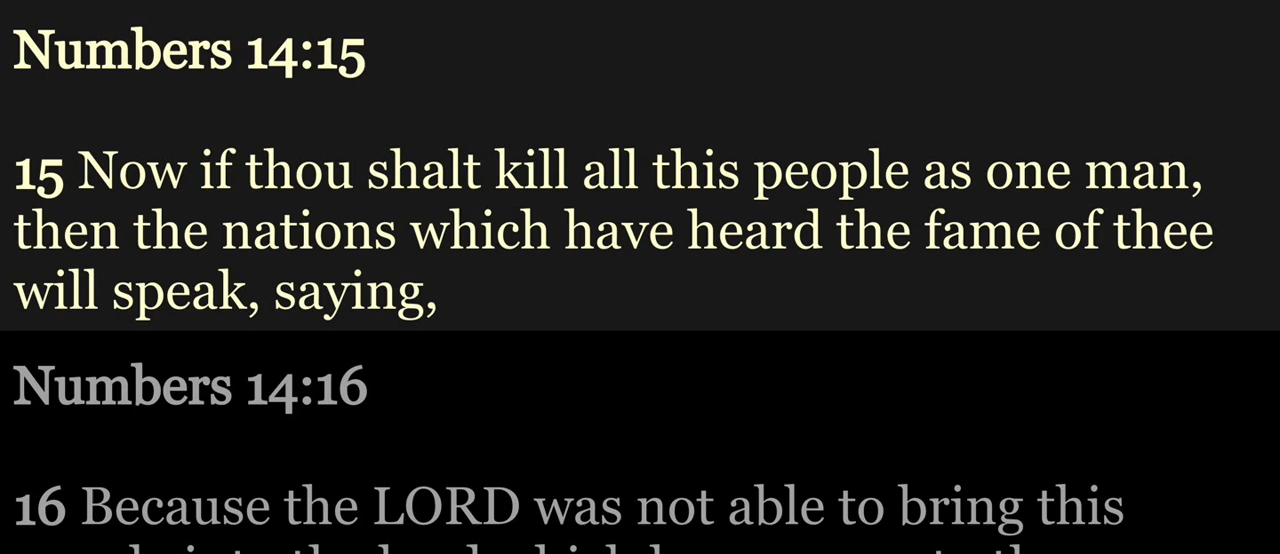 Numbers 14:15
15 Now if thou shalt kill all this people as one man,
then the nations which have heard the fame of thee
will speak, saying,
Numbers 14:16
16 Because the LORD was not able to bring this